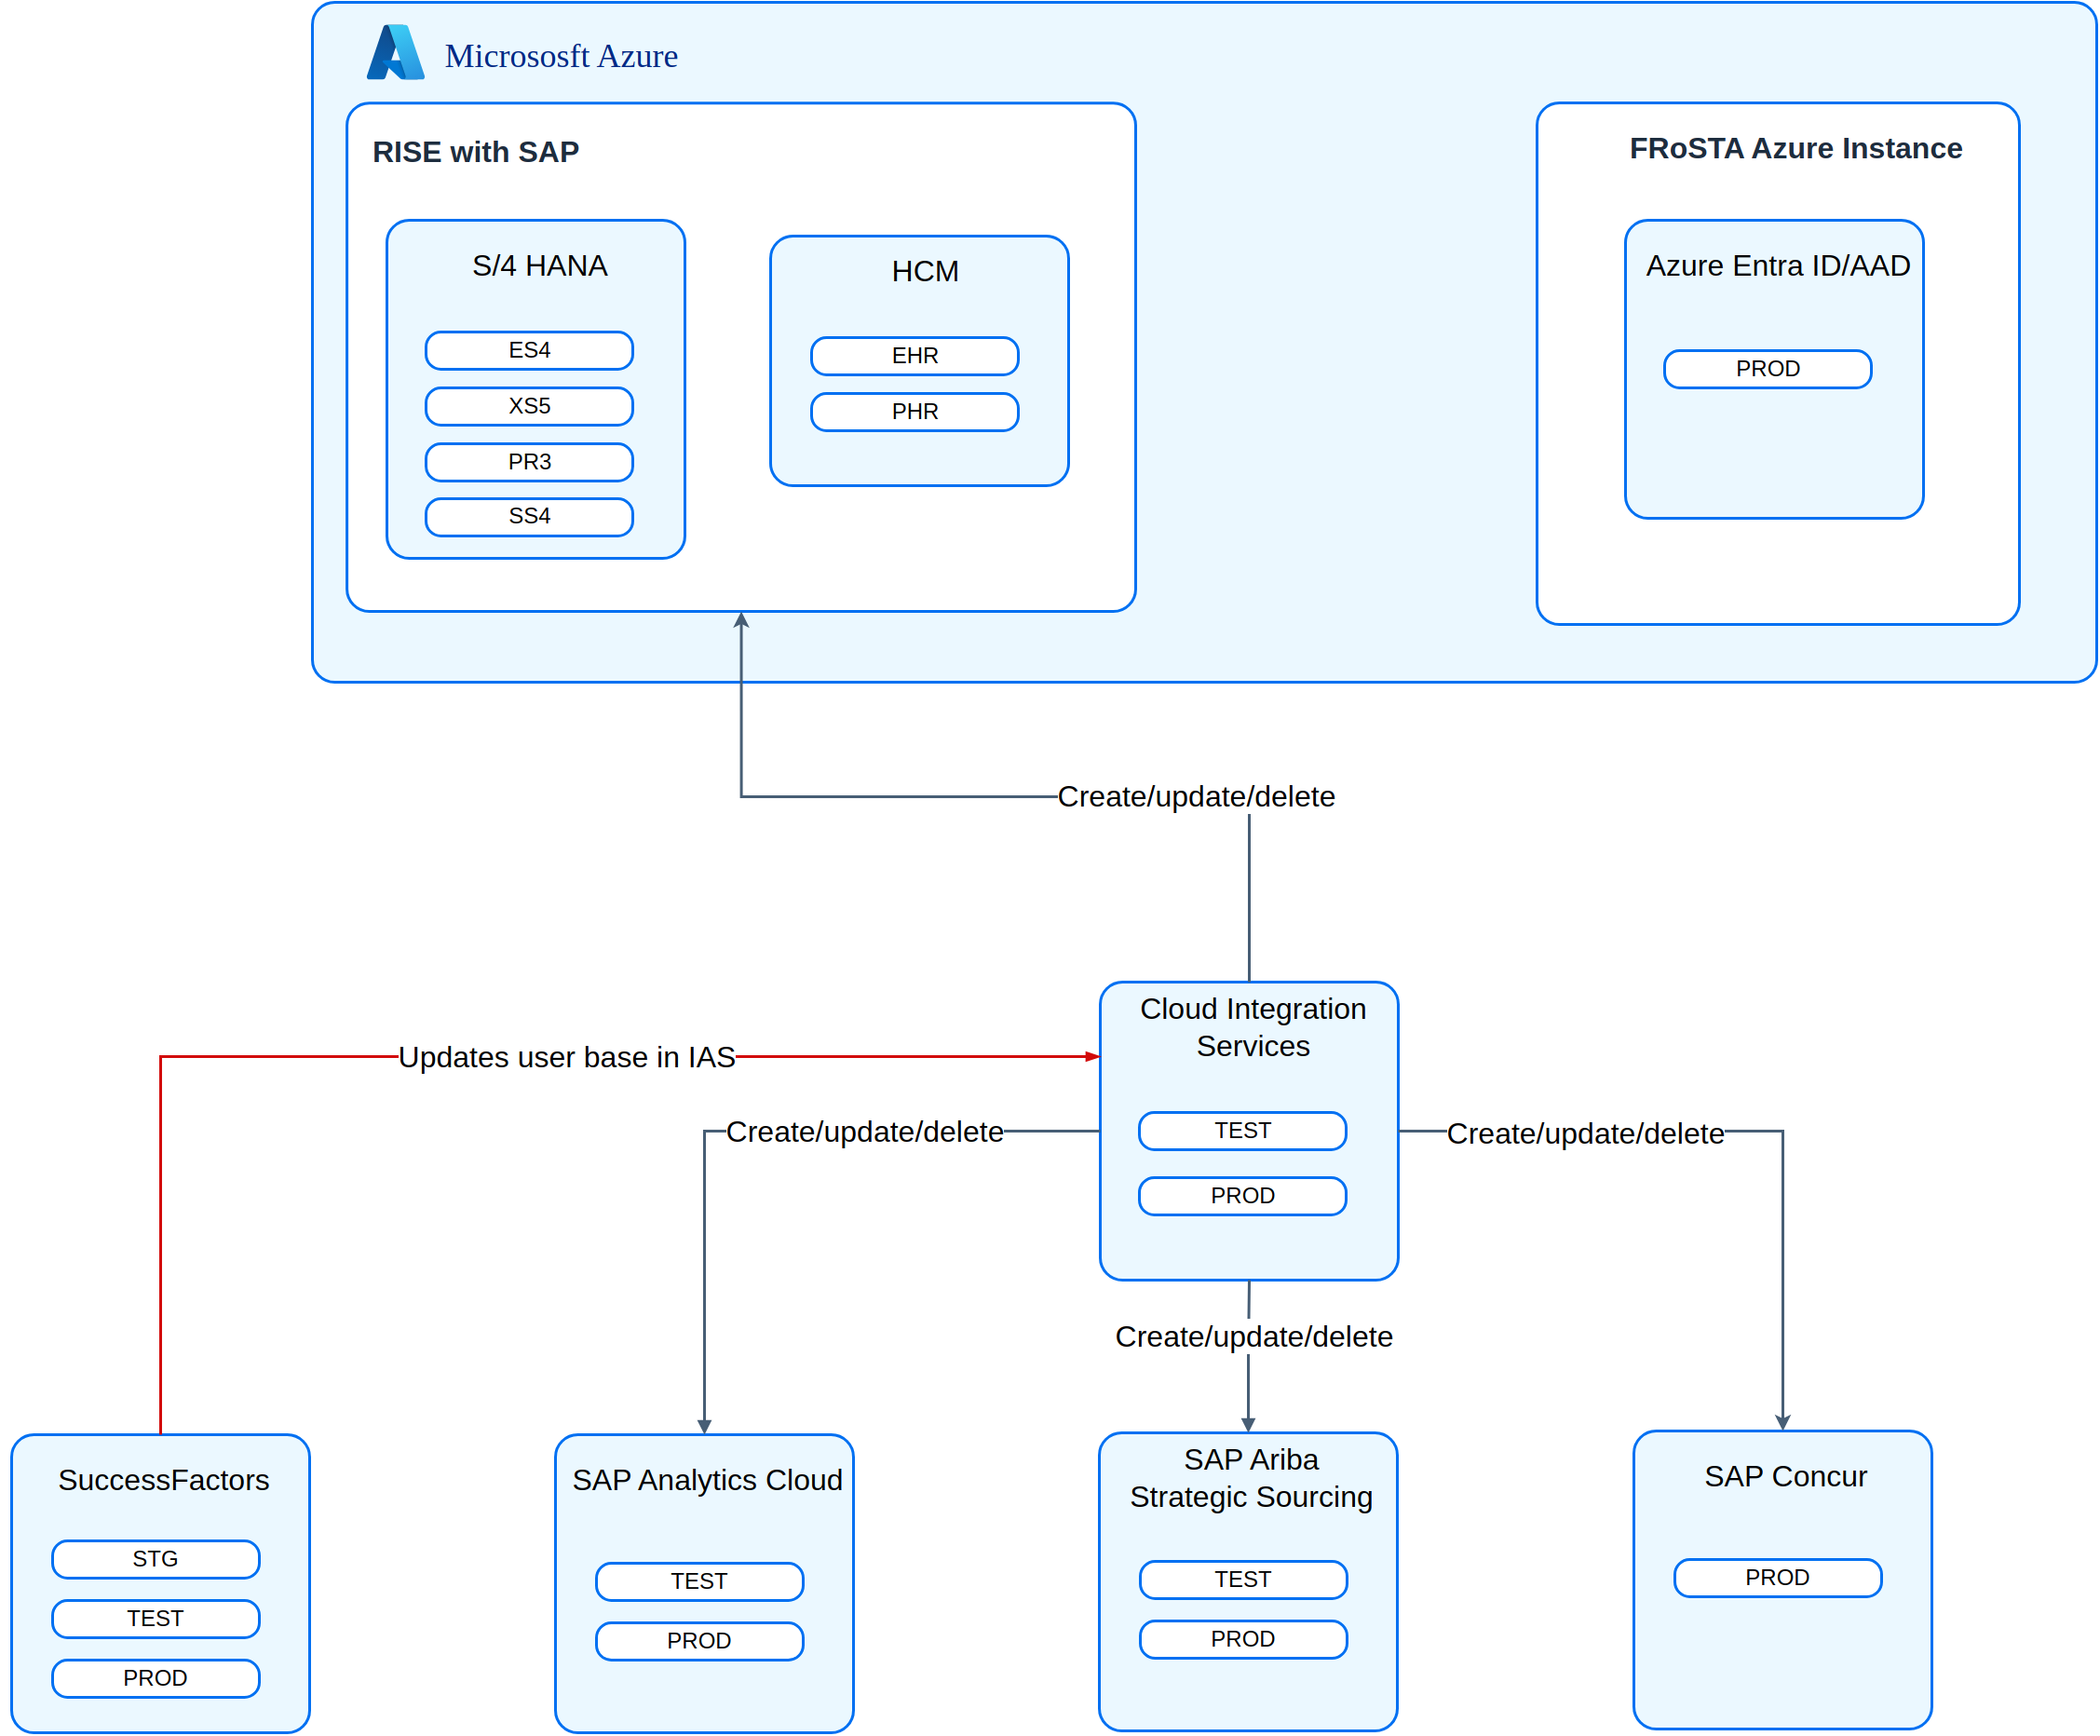 Micrososft Azure
RISE with SAP
FRoSTA Azure Instance
S/4 HANA
ES4
XS5
PR3
SS4
HCM
EHR
PHR
Azure Entra ID/AAD
PROD
Create/update/delete
Cloud Integration
Services
TEST
PROD
Updates user base in IAS
Create/update/delete
Create/update/delete
Create/update/delete
SuccessFactors
STG
TEST
PROD
SAP Analytics Cloud
TEST
PROD
SAP Ariba
Strategic Sourcing
TEST
PROD
SAP Concur
PROD